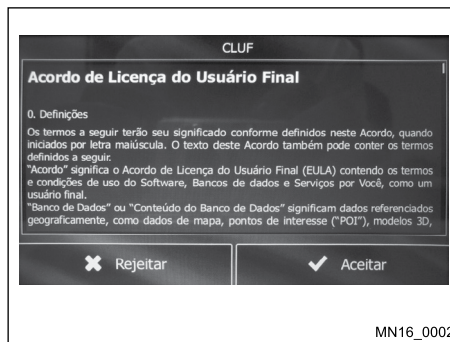 CLUF
Acordo de Licença do Usuário Final
0. Definições
Os termos a seguir terão seu significado conforme definidos neste Acordo, quando
iniciados por letra maiúscula. O texto deste Acordo também pode conter os termos
definidos a seguir.
“Acordo” significa o Acordo de Licença do Usuário Final (EULA) contendo os termos
e condições de uso do Software, Bancos de dados e Serviços por Você, como um
usuário final.
“Banco de Dados” ou “Conteúdo do Banco de Dados” significam dados referenciados
geograficamente, como dados de mapa, pontos de interesse (“POI”), modelos 3D,
Rejeitar
Aceitar
MN16_0002